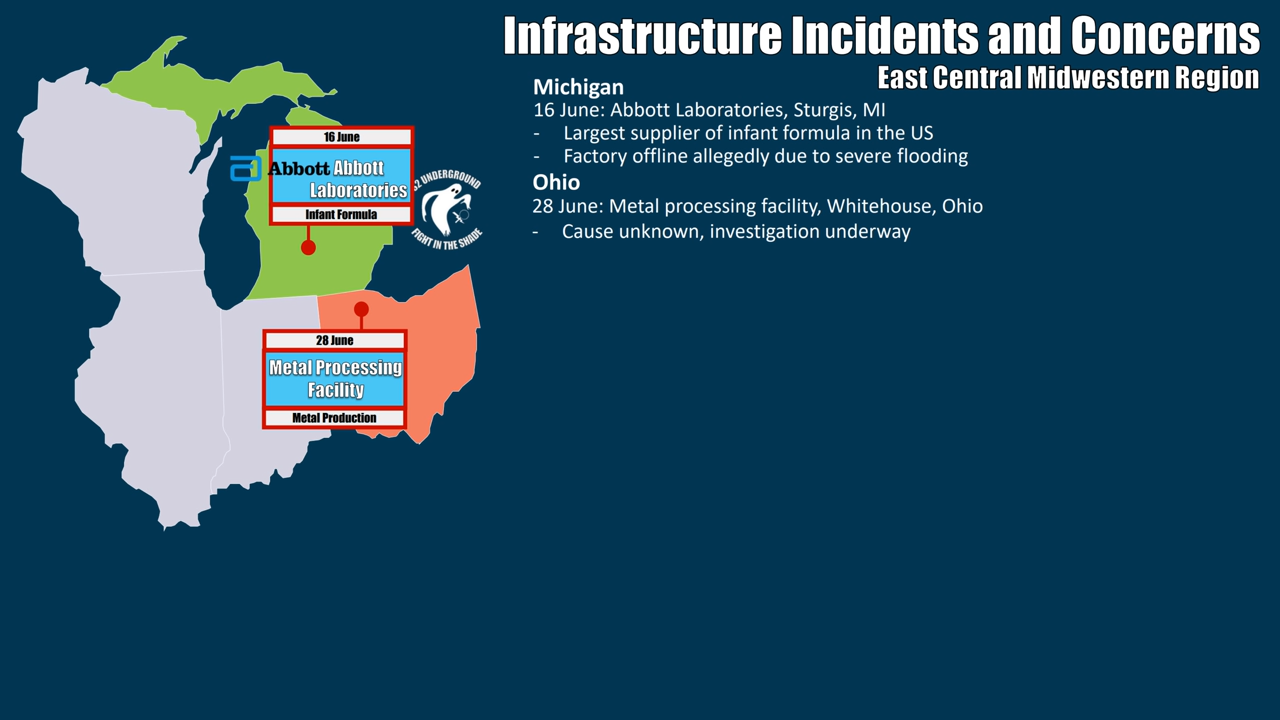 Infrastructure Incidents and Concerns
East Central Midwestern Region
Michigan
16 June: Abbott Laboratories, Sturgis, MI
- Largest supplier of infant formula in the US
- Factory offline allegedly due to severe flooding
Ohio
28 June: Metal processing facility, Whitehouse, Ohio
- Cause unknown, investigation underway
16 June
Abbott Abbott
Laboratories
Infant Formula
2 UNDERGROUND
FIGHT IN THE SHADE
28 June
Metal Processing
Facility
Metal Production